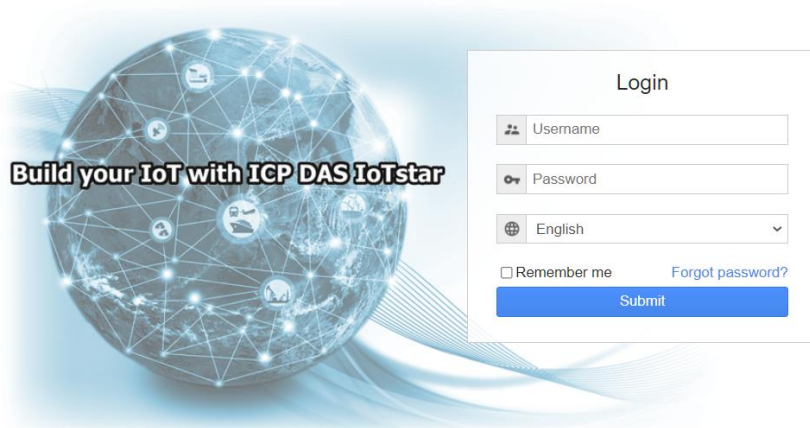 Build your IoT with ICP DAS IoTstar
Login
Username
Password
English
Remember me
Forgot password?
Submit